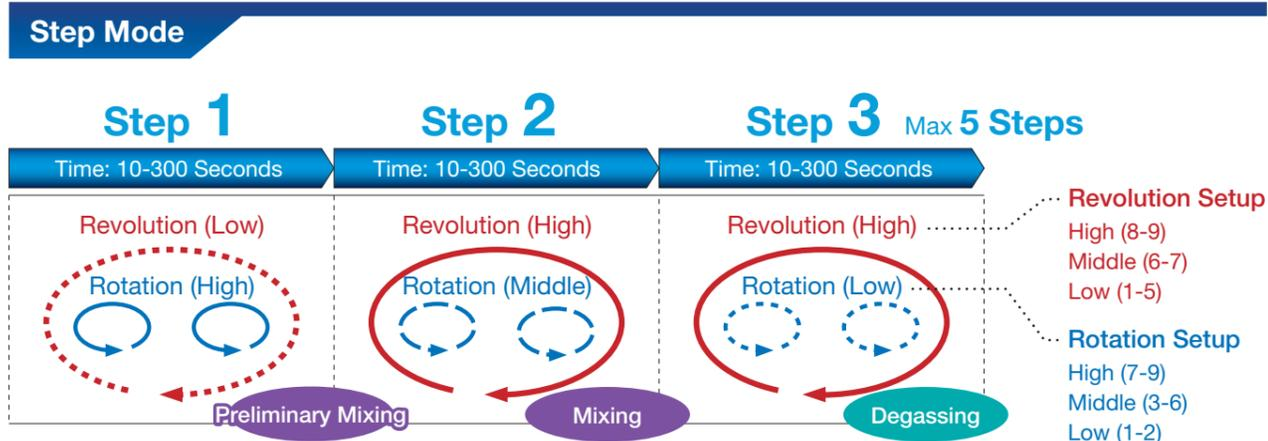 Step Mode
Step 1
Step 2
Step 3 Max 5 Steps
Time: 10-300 Seconds
Time: 10-300 Seconds
Time: 10-300 Seconds
Revolution (Low)
Rotation (High)
Preliminary Mixing
Revolution (High)
Rotation (Middle)
Mixing
Revolution (High)
Rotation (Low)
Degassing
Revolution Setup
High (8-9)
Middle (6-7)
Low (1-5)
Rotation Setup
High (7-9)
Middle (3-6)
Low (1-2)